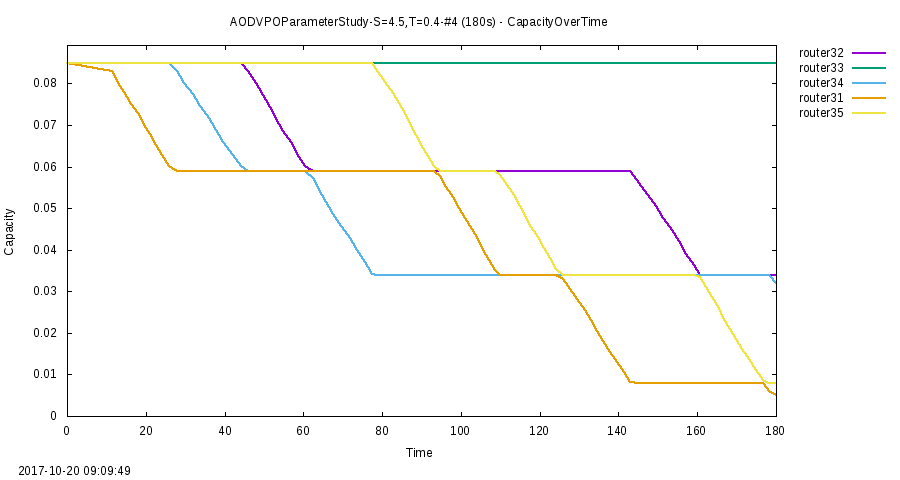 AODVPOParameterStudy-S=4.5,T=0.4-#4 (180s) - CapacityOverTime
router32
router33
router34
router31
router35
0.08
0.07
0.06
0.05
0.04
0.03
0.02
0.01
0
Capacity
0 20 40 60 80 100 120 140 160 180
Time
2017-10-20 09:09:49